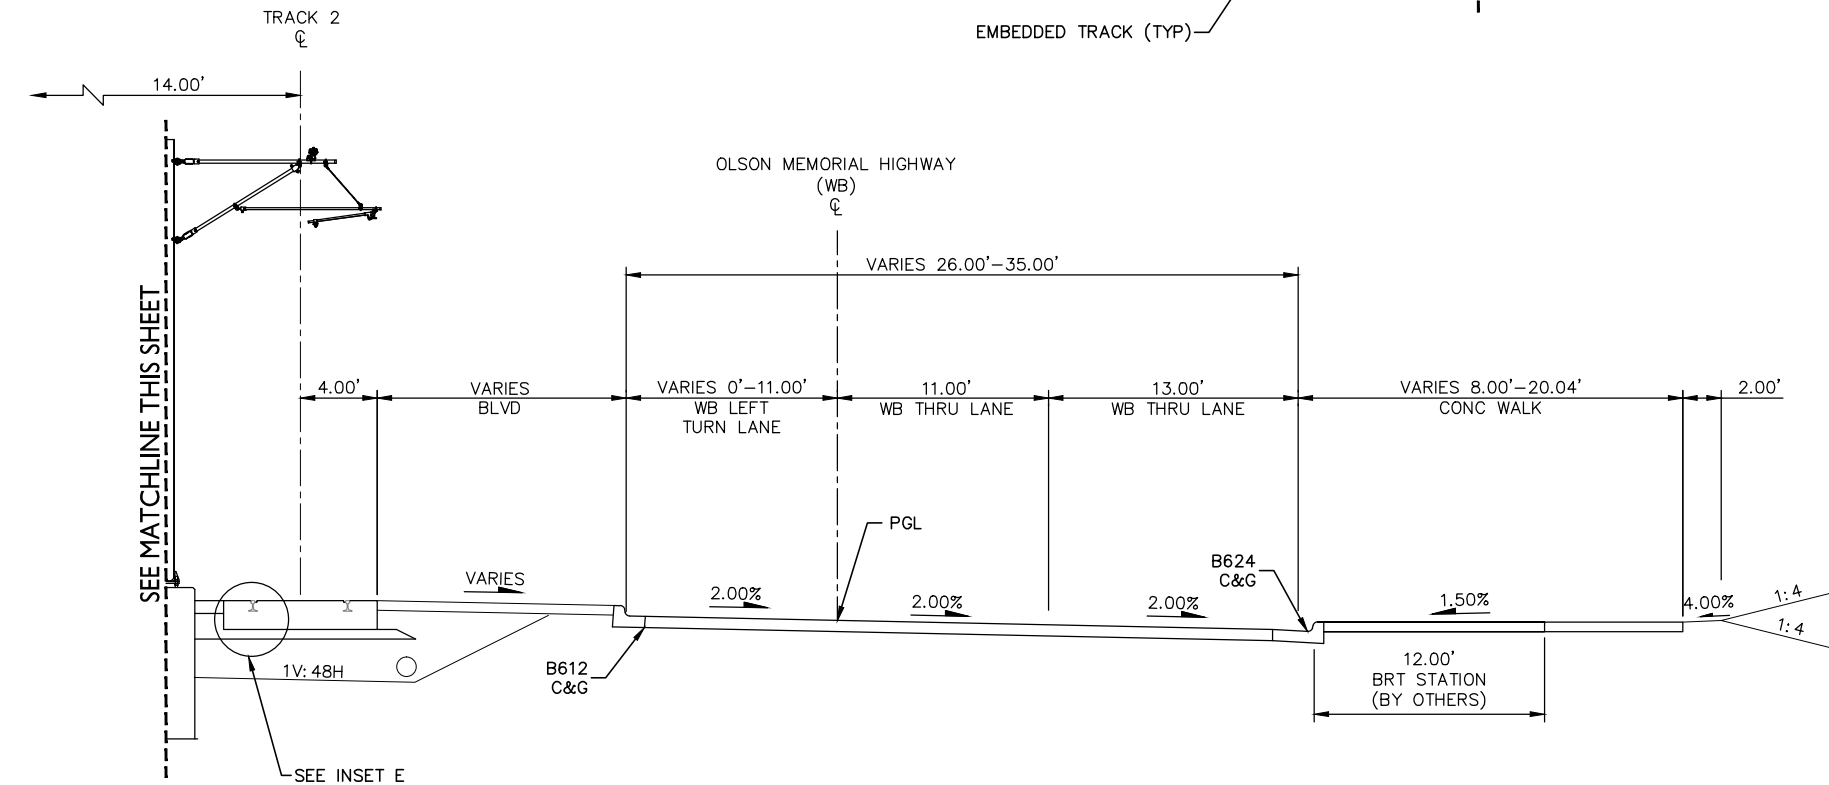 TRACK 2
℄
EMBEDDED TRACK (TYP)
14.00'
OLSON MEMORIAL HIGHWAY
(WB)
℄
VARIES 26.00'-35.00'
SEE MATCHLINE THIS SHEET
4.00'
VARIES
BLVD
VARIES 0'-11.00'
WB LEFT
TURN LANE
11.00'
WB THRU LANE
13.00'
WB THRU LANE
VARIES 8.00'-20.04'
CONC WALK
2.00'
PGL
B624
C&G
VARIES
2.00%
2.00%
2.00%
1.50%
4.00%
1:4
1:4
1V:48H
B612
C&G
12.00'
BRT STATION
(BY OTHERS)
SEE INSET E